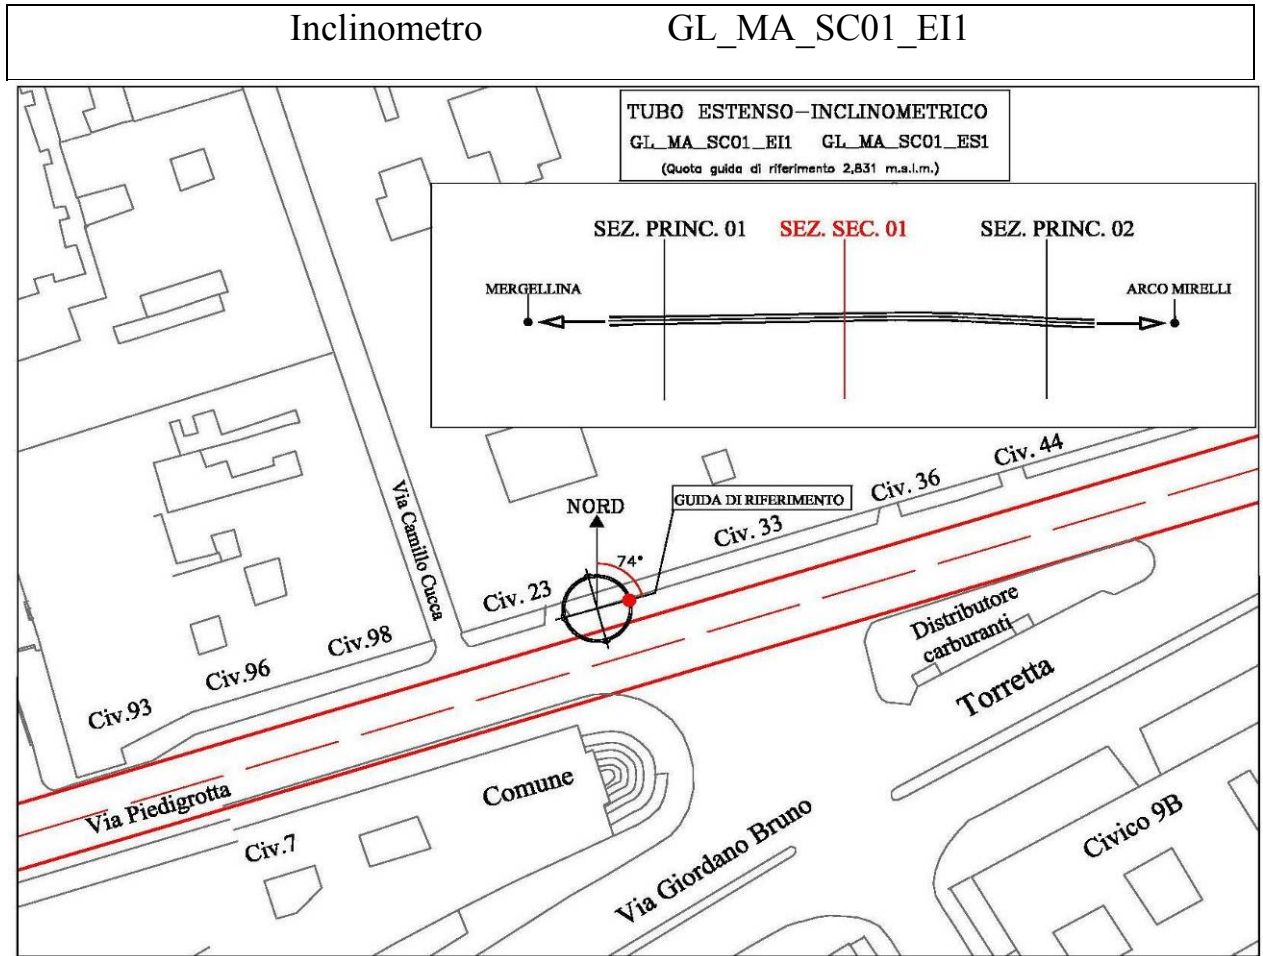 Inclinometro GL_MA_SC01_EI1
TUBO ESTENSO-INCLINOMETRICO
GL_MA_SC01_EI1 GL_MA_SC01_ES1
(Quota guida di riferimento 2,831 m.s.l.m.)
SEZ. PRINC. 01 SEZ. SEC. 01 SEZ. PRINC. 02
MERGELLINA ARCO MIRELLI
Civ. 44
Civ. 36
GUIDA DI RIFERIMENTO
NORD
Civ. 33
74°
Via Camillo Cucca
Civ. 23
Civ.98
Civ.96
Civ.93
Distributore
carburanti
Torretta
Via Piedigrotta
Comune
Civ.7
Via Giordano Bruno
Civico 9B